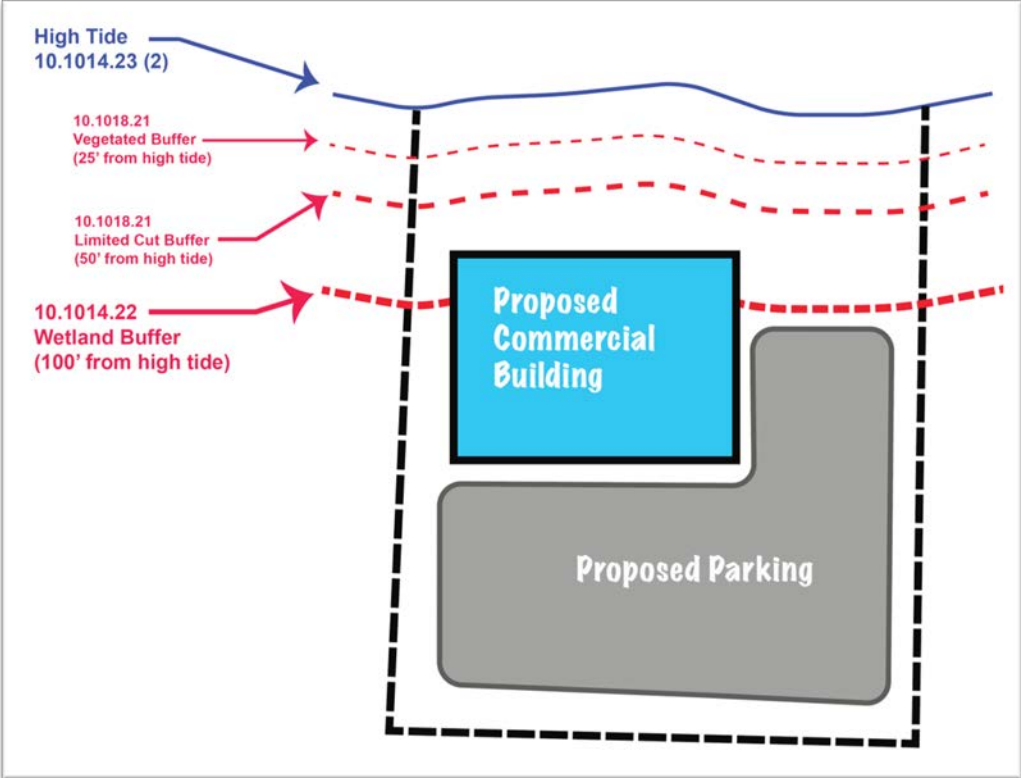 High Tide
10.1014.23 (2)
10.1018.21
Vegetated Buffer
(25' from high tide)
10.1018.21
Limited Cut Buffer
(50' from high tide)
10.1014.22
Wetland Buffer
(100' from high tide)
Proposed
Commercial
Building
Proposed Parking